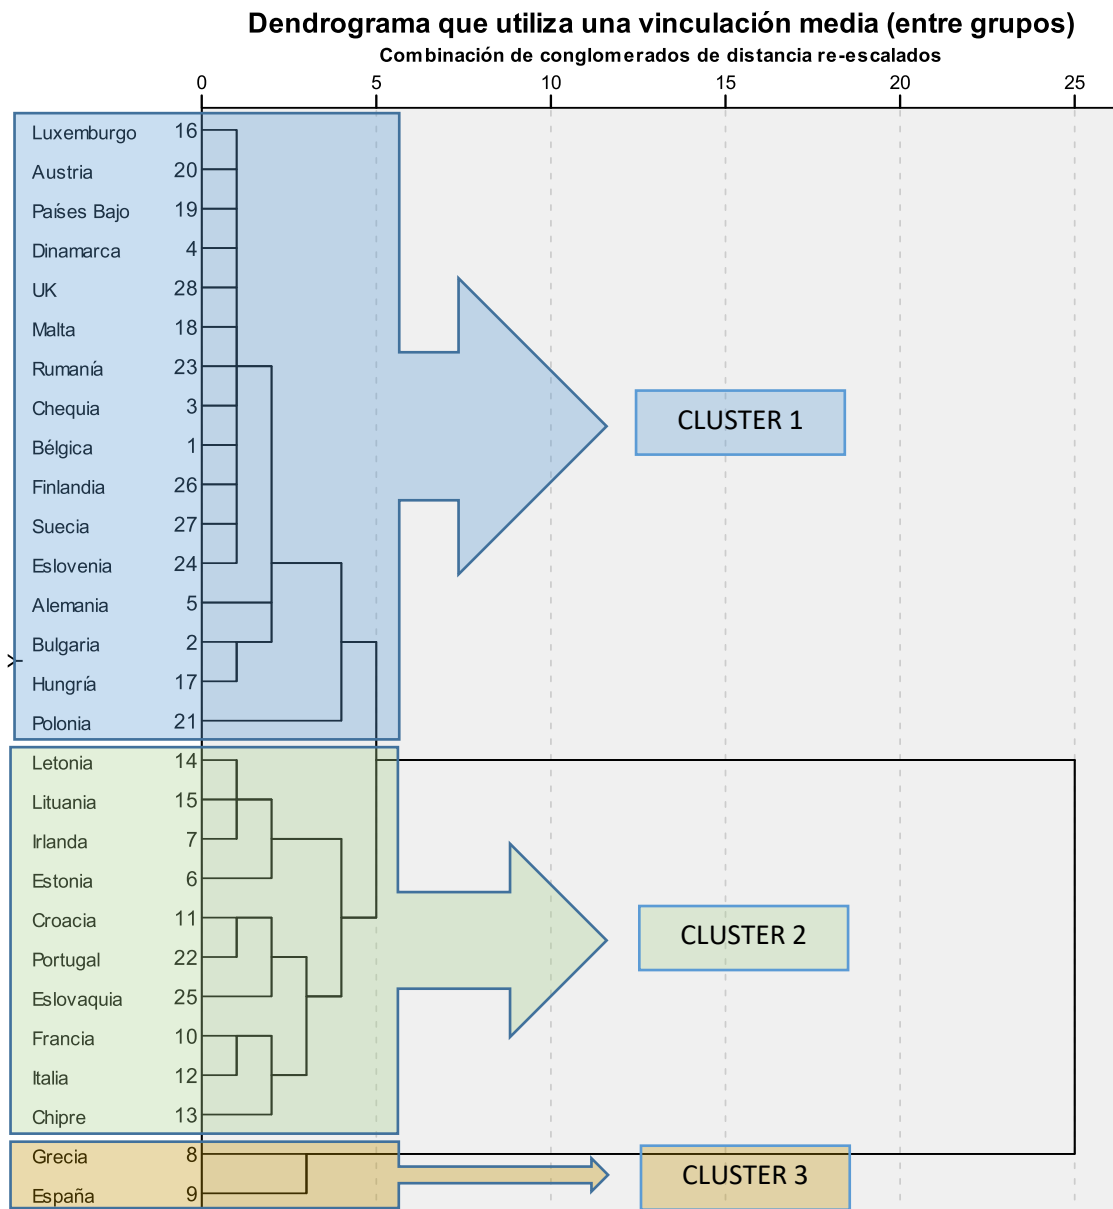 Dendrograma que utiliza una vinculación media (entre grupos)
Combinación de conglomerados de distancia re-escalados
0 5 10 15 20 25
Luxemburgo 16
Austria 20
Países Bajo 19
Dinamarca 4
UK 28
Malta 18
Rumanía 23
Chequia 3
CLUSTER 1
Bélgica 1
Finlandia 26
Suecia 27
Eslovenia 24
Alemania 5
Bulgaria 2
Y
Hungría 17
Polonia 21
Letonia 14
Lituania 15
Irlanda 7
Estonia 6
Croacia 11
CLUSTER 2
Portugal 22
Eslovaquia 25
Francia 10
Italia 12
Chipre 13
Grecia 8
CLUSTER 3
España 9